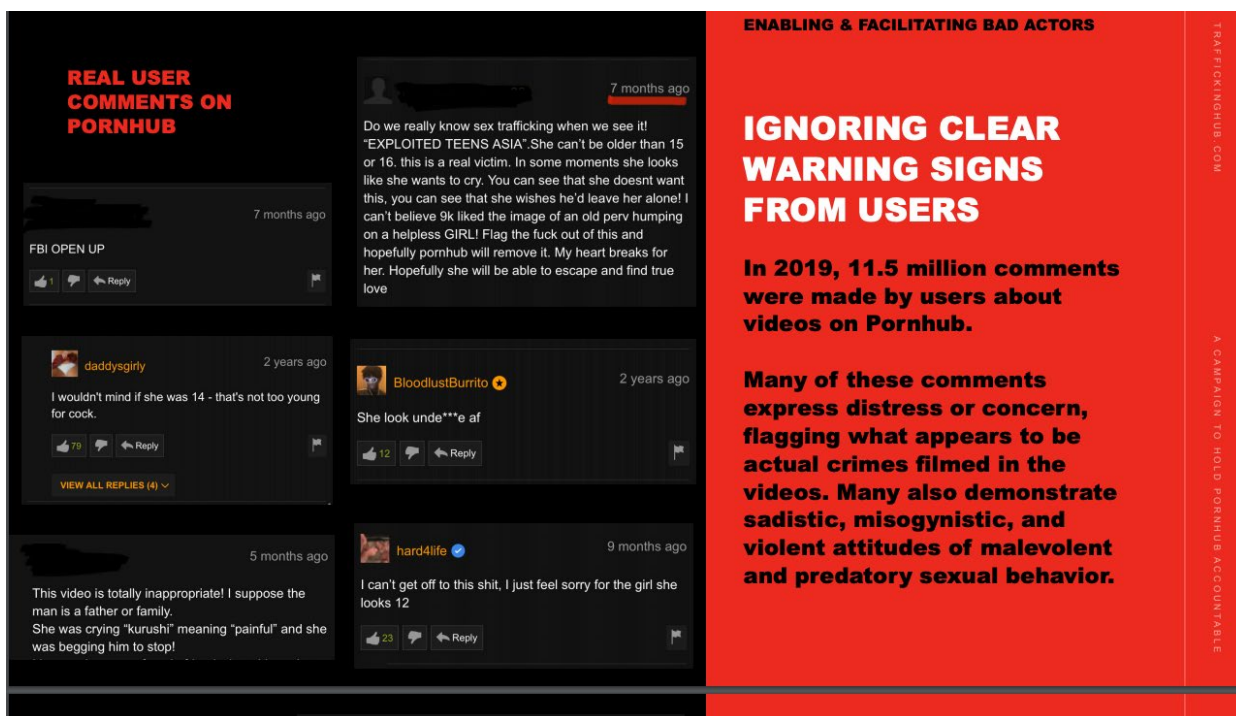 REAL USER
COMMENTS ON
PORNHUB
7 months ago
FBI OPEN UP
1
Reply
daddysgirly
2 years ago
I wouldn't mind if she was 14 - that's not too young
for cock.
79
Reply
VIEW ALL REPLIES (4)
5 months ago
This video is totally inappropriate! I suppose the
man is a father or family.
She was crying “kurushi” meaning “painful” and she
was begging him to stop!
7 months ago
Do we really know sex trafficking when we see it!
“EXPLOITED TEENS ASIA”.She can't be older than 15
or 16. this is a real victim. In some moments she looks
like she wants to cry. You can see that she doesnt want
this, you can see that she wishes he'd leave her alone! I
can't believe 9k liked the image of an old perv humping
on a helpless GIRL! Flag the fuck out of this and
hopefully pornhub will remove it. My heart breaks for
her. Hopefully she will be able to escape and find true
love
BloodlustBurrito
2 years ago
She look unde***e af
12
Reply
hard4life
9 months ago
I can't get off to this shit, I just feel sorry for the girl she
looks 12
23
Reply
ENABLING & FACILITATING BAD ACTORS
IGNORING CLEAR
WARNING SIGNS
FROM USERS
In 2019, 11.5 million comments
were made by users about
videos on Pornhub.
Many of these comments
express distress or concern,
flagging what appears to be
actual crimes filmed in the
videos. Many also demonstrate
sadistic, misogynistic, and
violent attitudes of malevolent
and predatory sexual behavior.
TRAFFICKINGHUB.COM
A CAMPAIGN TO HOLD PORNHUB ACCOUNTABLE